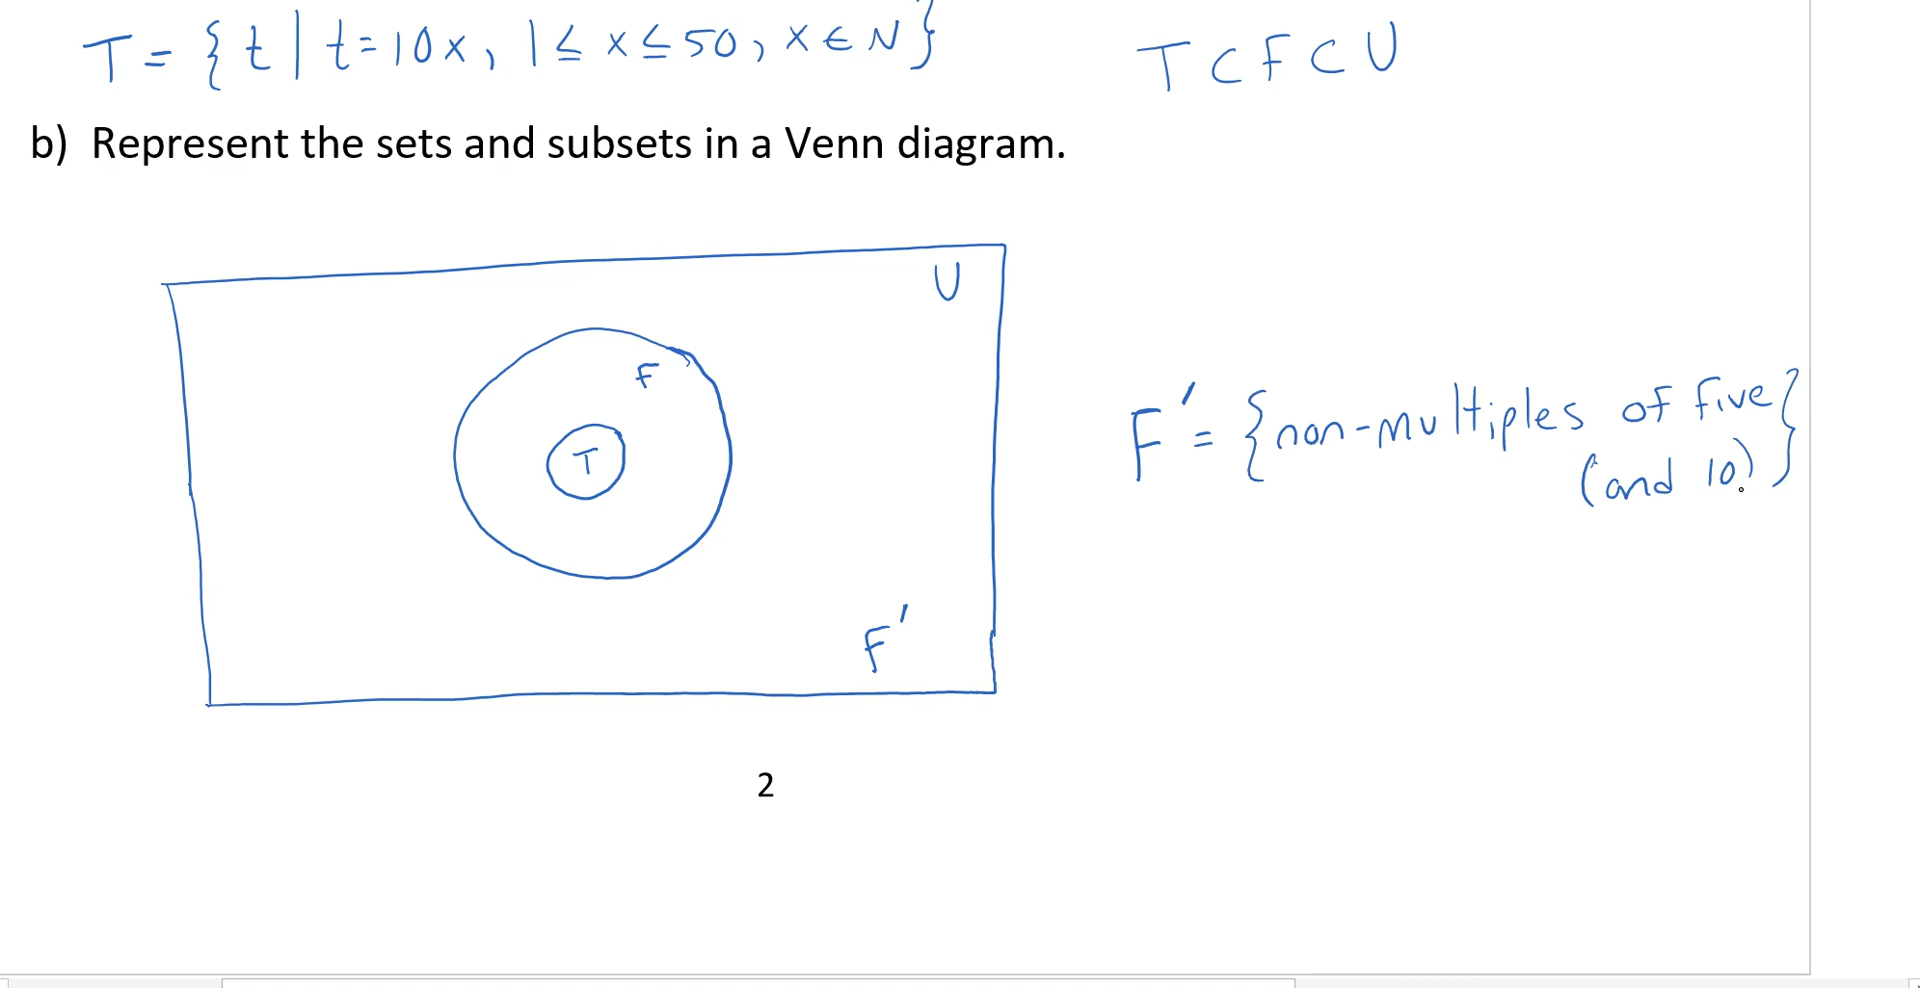 T = { t | t=10x, 1 ≤ x ≤ 50, x ∈ N }
T ⊂ F ⊂ U
b) Represent the sets and subsets in a Venn diagram.
U
F
T
F'
F' = {non-multiples of five
(and 10)}
2